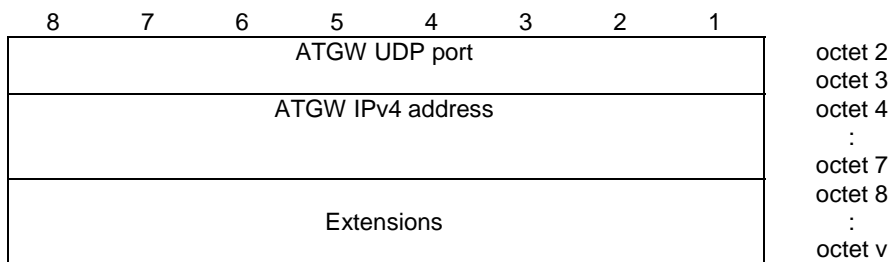 8 7 6 5 4 3 2 1
ATGW UDP port octet 2
octet 3
ATGW IPv4 address octet 4
:
octet 7
octet 8
Extensions :
octet v